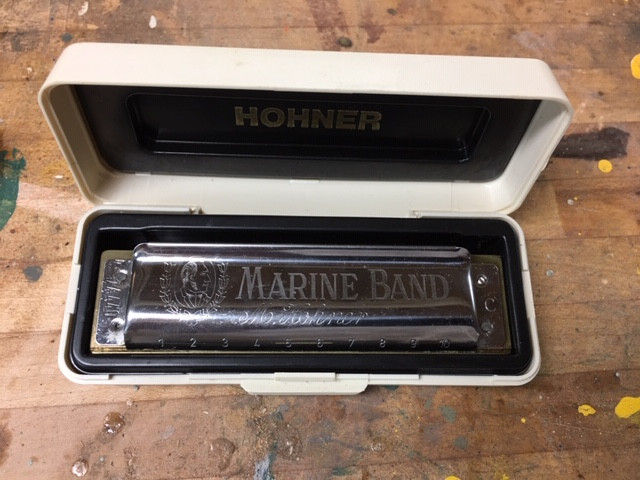 HOHNER
MARINE BAND
M. Hohner
C
1 2 3 4 5 6 7 8 9 10